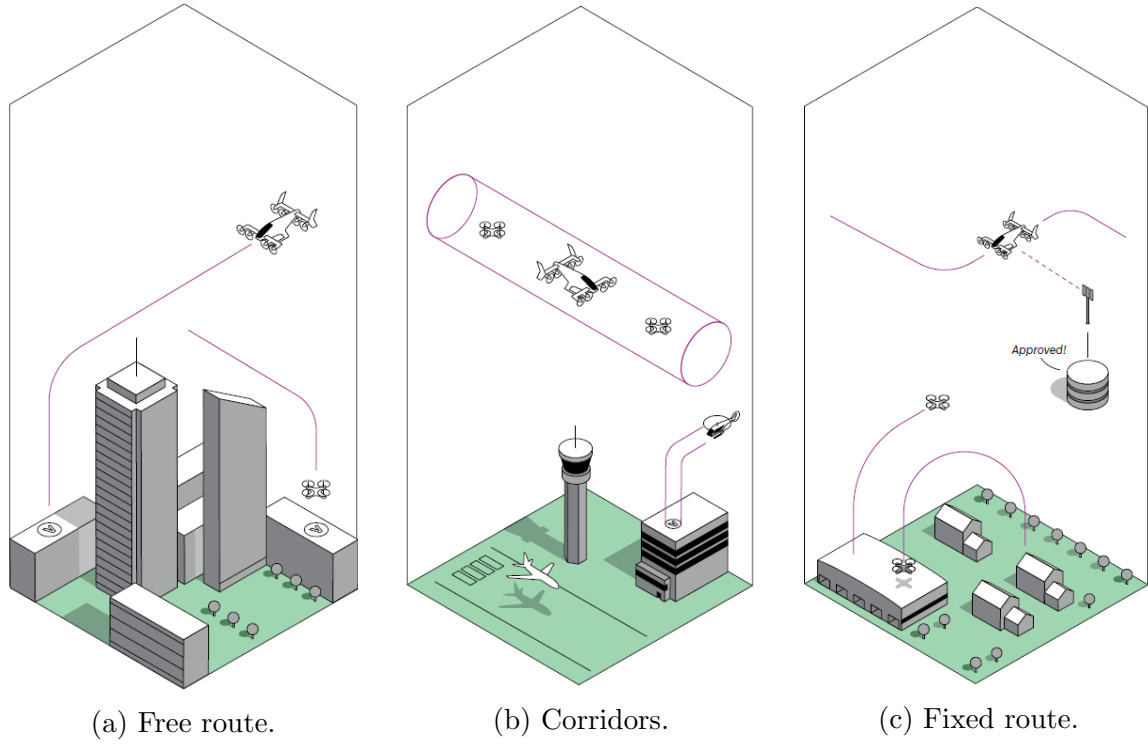 Approved!
V
V
V
(a) Free route.
(b) Corridors.
(c) Fixed route.